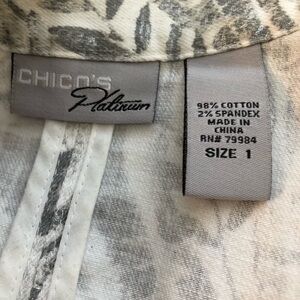 CHICO'S
Platinum
98% COTTON
2% SPANDEX
MADE IN
CHINA
RN# 79984
SIZE 1